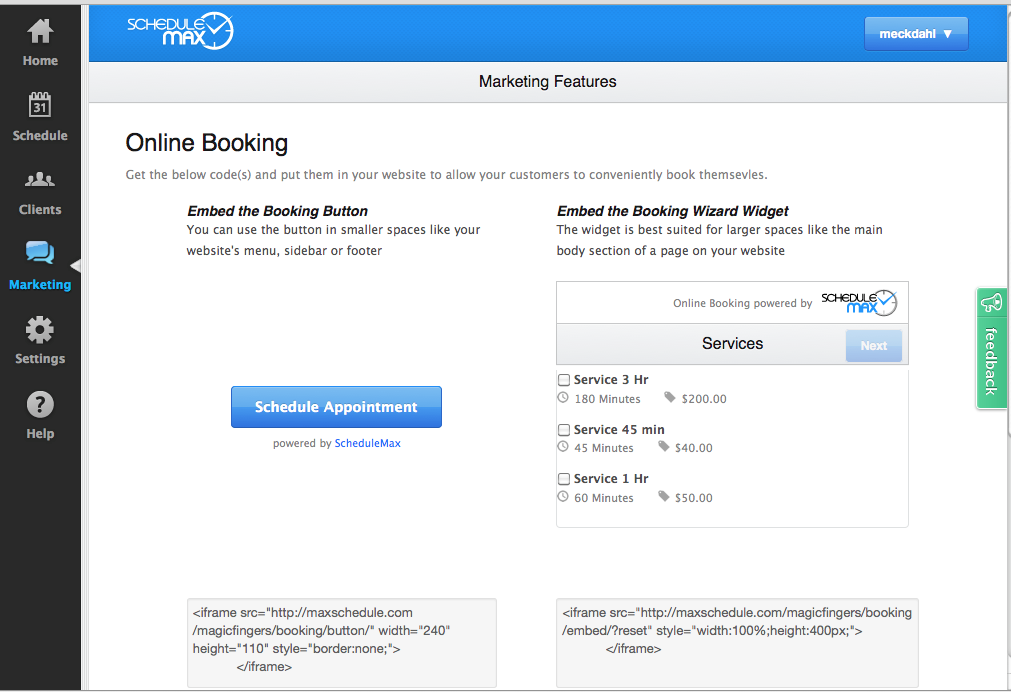 SCHEDULE
MAX
meckdahl ▼
Home
31
Schedule
Clients
Marketing
Settings
?
Help
Marketing Features
Online Booking
Get the below code(s) and put them in your website to allow your customers to conveniently book themsevles.
Embed the Booking Button
You can use the button in smaller spaces like your
website's menu, sidebar or footer
Schedule Appointment
powered by ScheduleMax
<iframe src="http://maxschedule.com
/magicfingers/booking/button/" width="240"
height="110" style="border:none;">
</iframe>
Embed the Booking Wizard Widget
The widget is best suited for larger spaces like the main
body section of a page on your website
Online Booking powered by SCHEDULE MAX
Services Next
Service 3 Hr
180 Minutes $200.00
Service 45 min
45 Minutes $40.00
Service 1 Hr
60 Minutes $50.00
<iframe src="http://maxschedule.com/magicfingers/booking
/embed/?reset" style="width:100%;height:400px;">
</iframe>
feedback